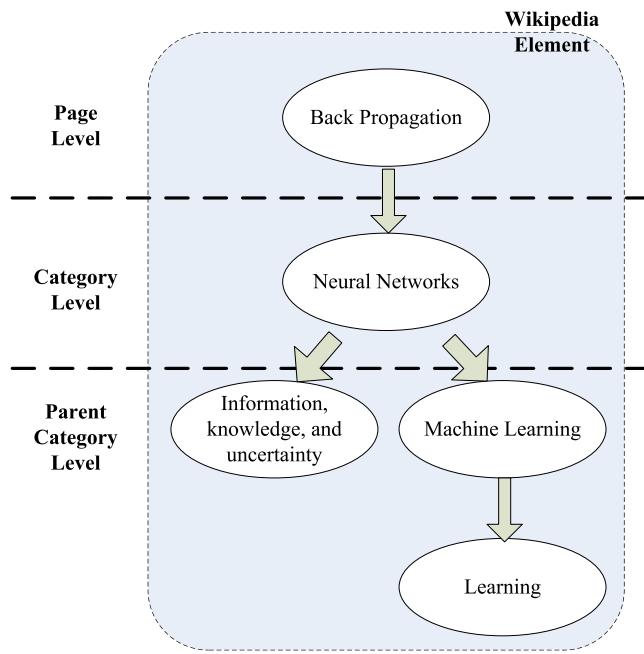 Wikipedia
Element
Page
Level
Back Propagation
Category
Level
Neural Networks
Parent
Category
Level
Information,
knowledge, and
uncertainty
Machine Learning
Learning